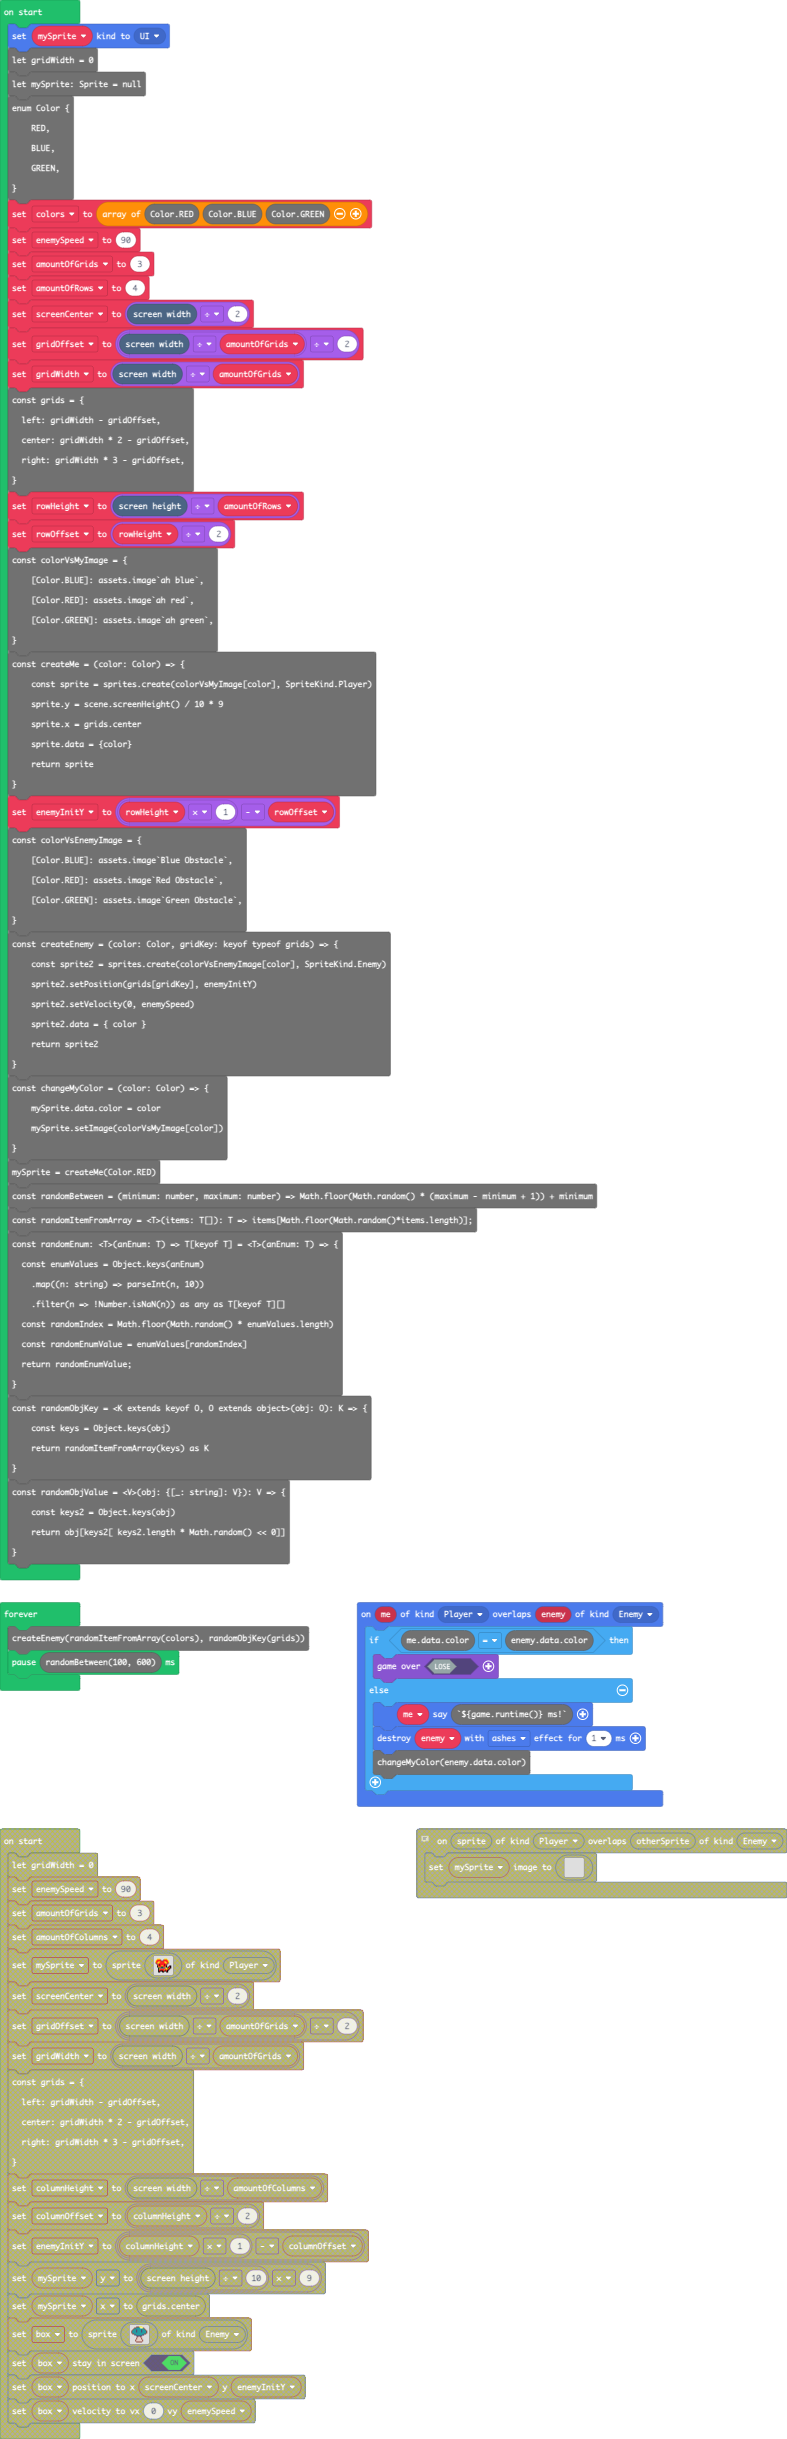 on start
set mySprite kind to UI
let gridWidth = 0
let mySprite: Sprite = null
enum Color {
RED,
BLUE,
GREEN,
}
set colors to array of Color.RED Color.BLUE Color.GREEN
set enemySpeed to 90
set amountOfGrids to 3
set amountOfRows to 4
set screenCenter to screen width ÷ 2
set gridOffset to screen width ÷ amountOfGrids ÷ 2
set gridWidth to screen width ÷ amountOfGrids
const grids = {
left: gridWidth - gridOffset,
center: gridWidth * 2 - gridOffset,
right: gridWidth * 3 - gridOffset,
}
set rowHeight to screen height ÷ amountOfRows
set rowOffset to rowHeight ÷ 2
const colorVsMyImage = {
[Color.BLUE]: assets.image`ah blue`,
[Color.RED]: assets.image`ah red`,
[Color.GREEN]: assets.image`ah green`,
}
const createMe = (color: Color) => {
const sprite = sprites.create(colorVsMyImage[color], SpriteKind.Player)
sprite.y = scene.screenHeight() / 10 * 9
sprite.x = grids.center
sprite.data = {color}
return sprite
}
set enemyInitY to rowHeight × 1 - rowOffset
const colorVsEnemyImage = {
[Color.BLUE]: assets.image`Blue Obstacle`,
[Color.RED]: assets.image`Red Obstacle`,
[Color.GREEN]: assets.image`Green Obstacle`,
}
const createEnemy = (color: Color, gridKey: keyof typeof grids) => {
const sprite2 = sprites.create(colorVsEnemyImage[color], SpriteKind.Enemy)
sprite2.setPosition(grids[gridKey], enemyInitY)
sprite2.setVelocity(0, enemySpeed)
sprite2.data = { color }
return sprite2
}
const changeMyColor = (color: Color) => {
mySprite.data.color = color
mySprite.setImage(colorVsMyImage[color])
}
mySprite = createMe(Color.RED)
const randomBetween = (minimum: number, maximum: number) => Math.floor(Math.random() * (maximum - minimum + 1)) + minimum
const randomItemFromArray = <T>(items: T[]): T => items[Math.floor(Math.random()*items.length)];
const randomEnum: <T>(anEnum: T) => T[keyof T] = <T>(anEnum: T) => {
const enumValues = Object.keys(anEnum)
.map((n: string) => parseInt(n, 10))
.filter(n => !Number.isNaN(n)) as any as T[keyof T][]
const randomIndex = Math.floor(Math.random() * enumValues.length)
const randomEnumValue = enumValues[randomIndex]
return randomEnumValue;
}
const randomObjKey = <K extends keyof O, O extends object>(obj: O): K => {
const keys = Object.keys(obj)
return randomItemFromArray(keys) as K
}
const randomObjValue = <V>(obj: {[_: string]: V}): V => {
const keys2 = Object.keys(obj)
return obj[keys2[ keys2.length * Math.random() << 0]]
}
forever
createEnemy(randomItemFromArray(colors), randomObjKey(grids))
pause randomBetween(100, 600) ms
on me of kind Player overlaps enemy of kind Enemy
if me.data.color = enemy.data.color then
game over LOSE
else
me say `${game.runtime()} ms!`
destroy enemy with ashes effect for 1 ms
changeMyColor(enemy.data.color)
on start
let gridWidth = 0
set enemySpeed to 90
set amountOfGrids to 3
set amountOfColumns to 4
set mySprite to sprite of kind Player
set screenCenter to screen width ÷ 2
set gridOffset to screen width ÷ amountOfGrids ÷ 2
set gridWidth to screen width ÷ amountOfGrids
const grids = {
left: gridWidth - gridOffset,
center: gridWidth * 2 - gridOffset,
right: gridWidth * 3 - gridOffset,
}
set columnHeight to screen width ÷ amountOfColumns
set columnOffset to columnHeight ÷ 2
set enemyInitY to columnHeight × 1 - columnOffset
set mySprite y to screen height ÷ 10 × 9
set mySprite x to grids.center
set box to sprite of kind Enemy
set box stay in screen ON
set box position to x screenCenter y enemyInitY
set box velocity to vx 0 vy enemySpeed
on sprite of kind Player overlaps otherSprite of kind Enemy
set mySprite image to